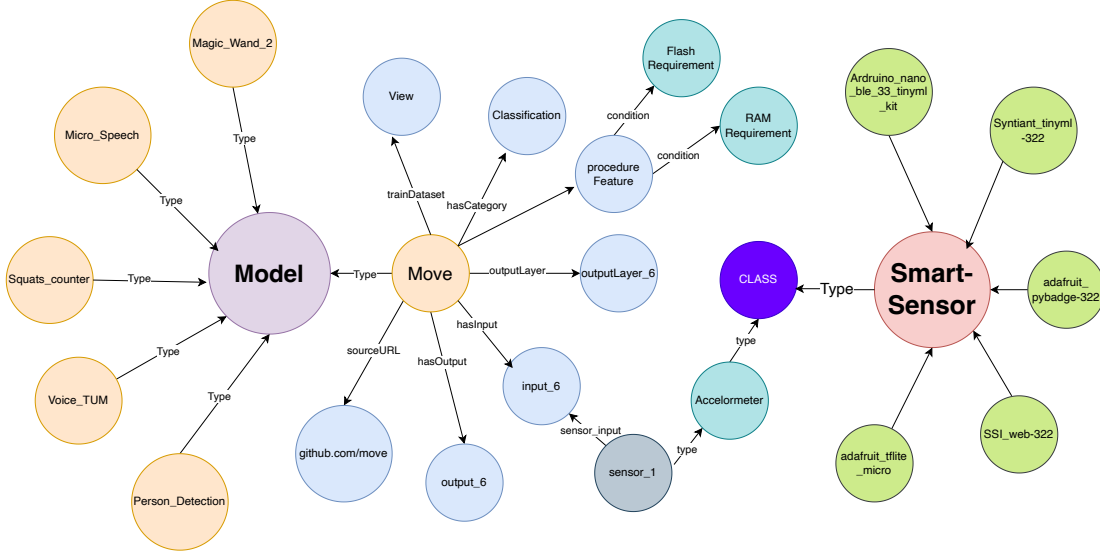 Magic_Wand_2
Type
Micro_Speech
Type
Squats_counter
Type
Voice_TUM
Type
Person_Detection
Type
Model
Type
Move
View
trainDataset
Classification
hasCategory
procedure
Feature
condition
Flash
Requirement
condition
RAM
Requirement
outputLayer
outputLayer_6
hasInput
input_6
hasOutput
output_6
sourceURL
github.com/move
sensor_input
sensor_1
type
Accelormeter
type
CLASS
Type
Smart-
Sensor
Ardruino_nano
_ble_33_tinyml
_kit
Syntiant_tinyml
-322
adafruit_
pybadge-322
SSI_web-322
adafruit_tflite
_micro